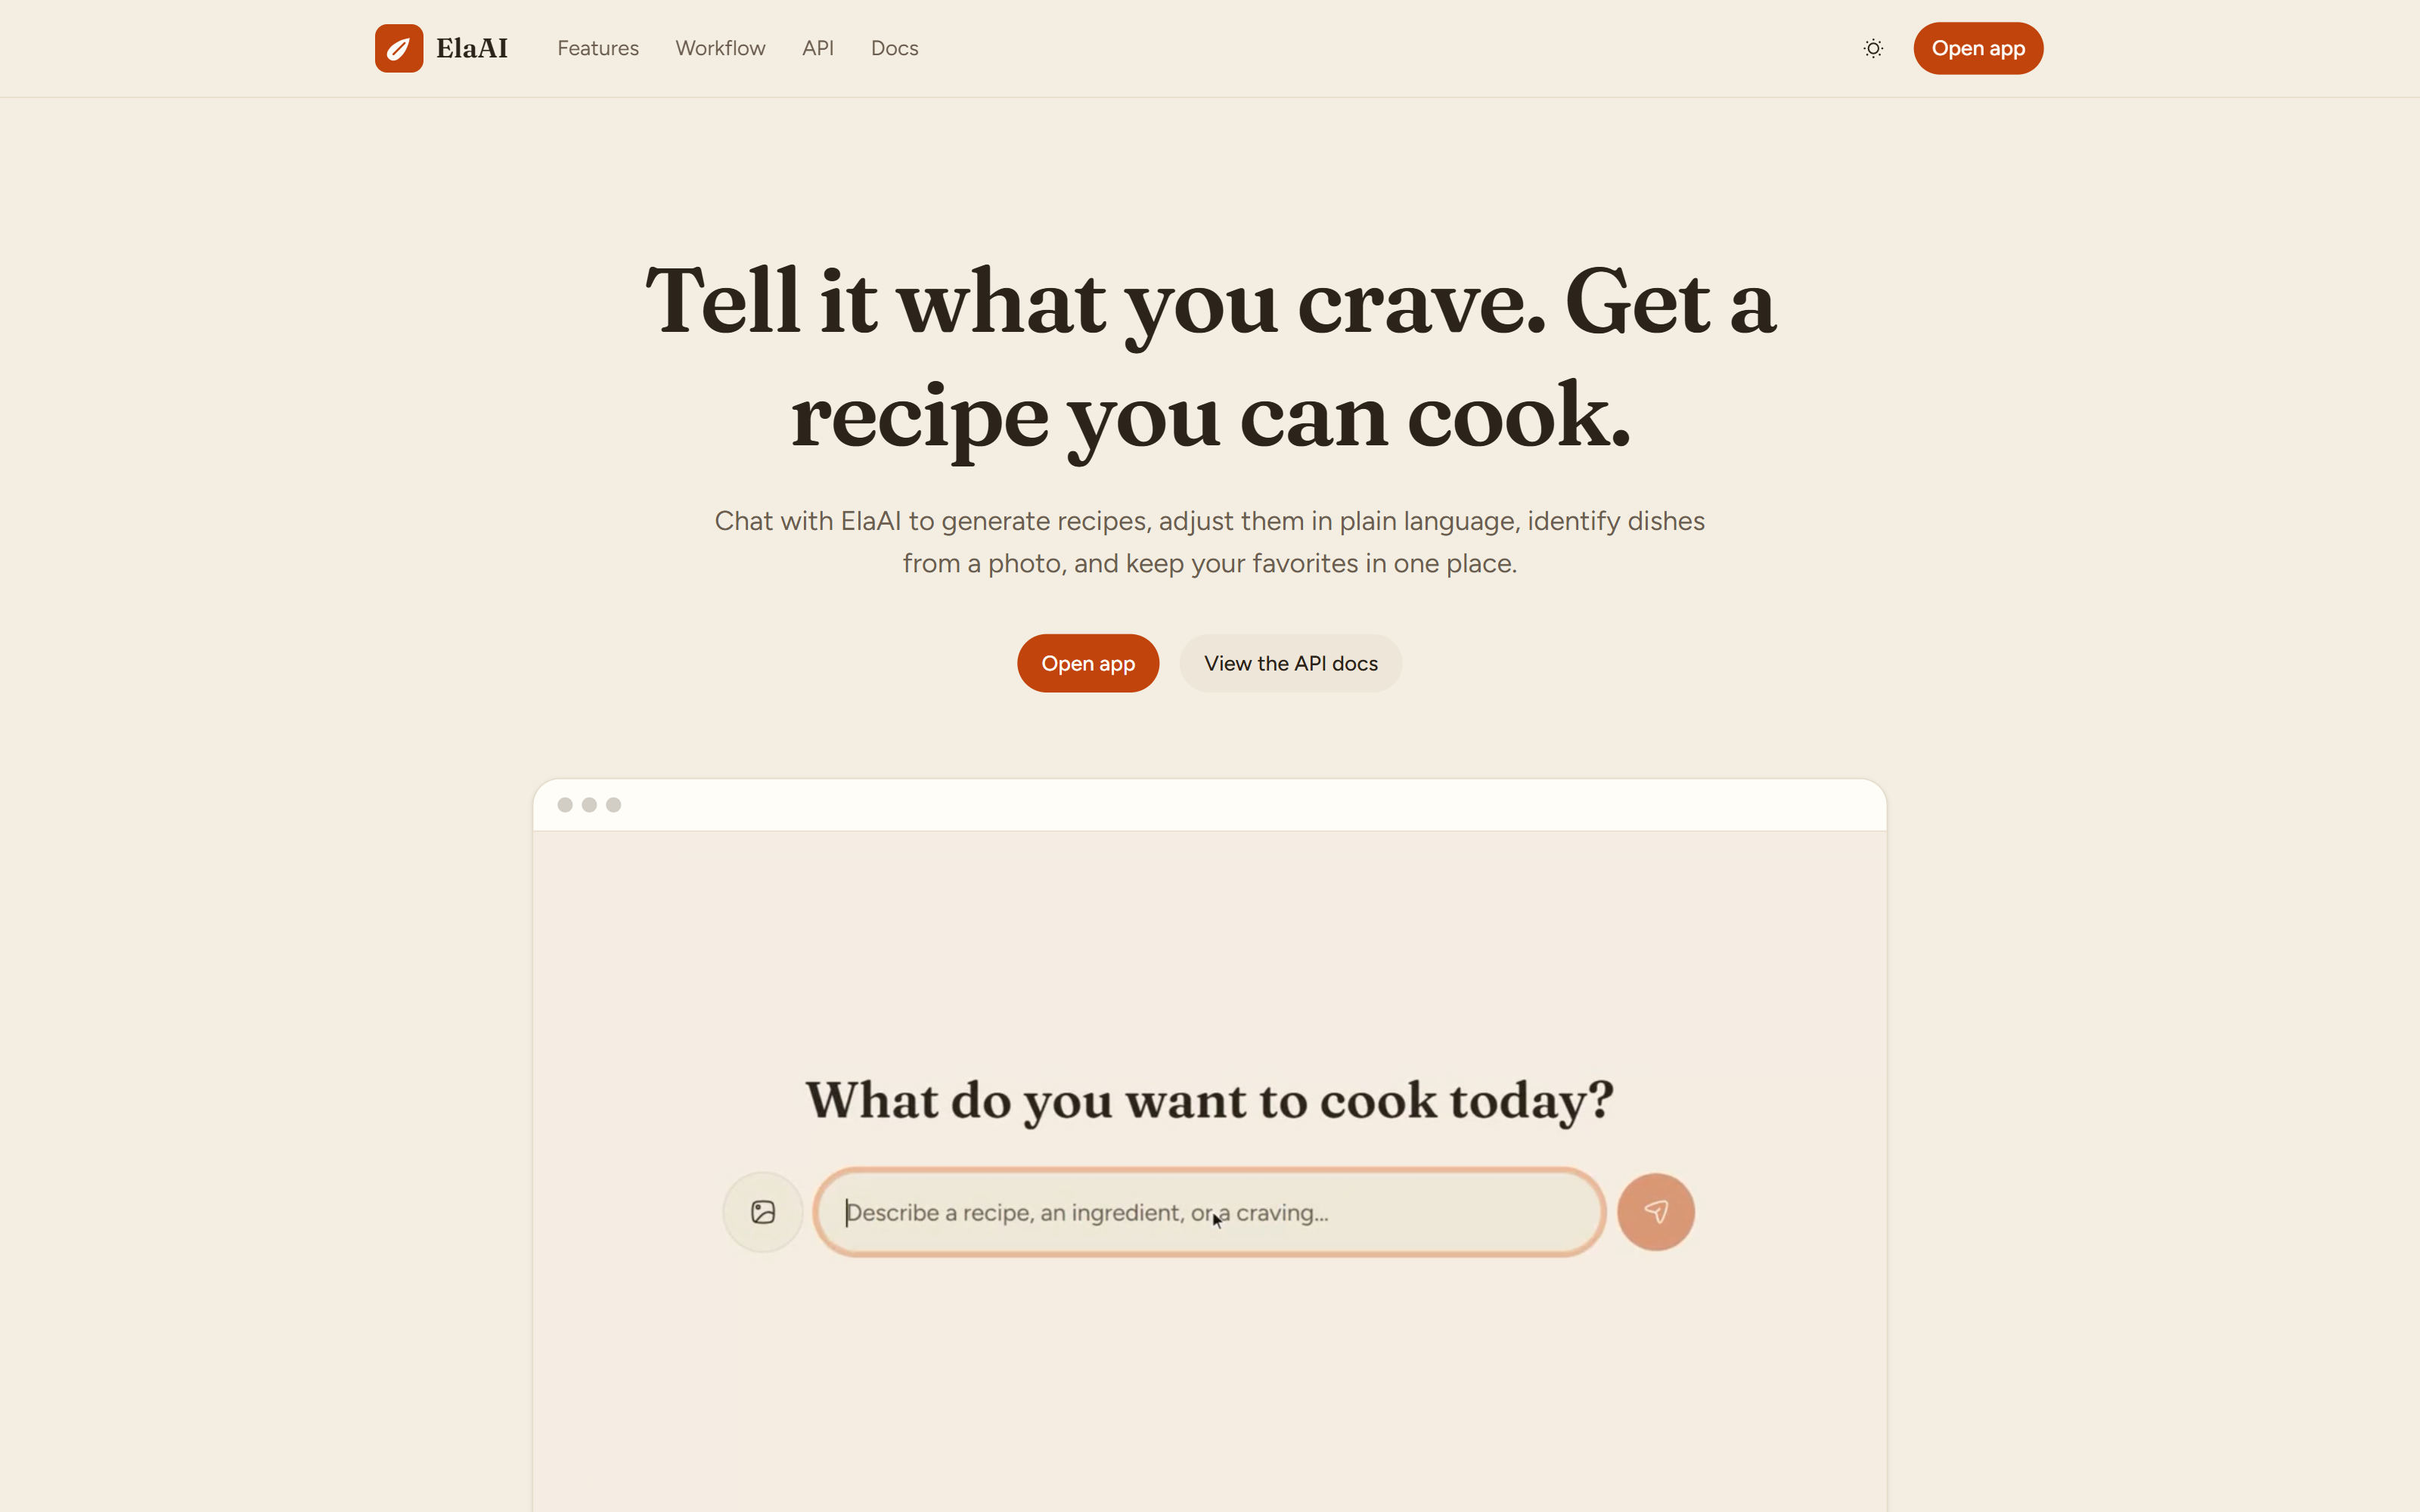 ElaAI
Features
Workflow
API
Docs
Open app
Tell it what you crave. Get a
recipe you can cook.
Chat with ElaAI to generate recipes, adjust them in plain language, identify dishes
from a photo, and keep your favorites in one place.
Open app
View the API docs
What do you want to cook today?
Describe a recipe, an ingredient, or a craving...